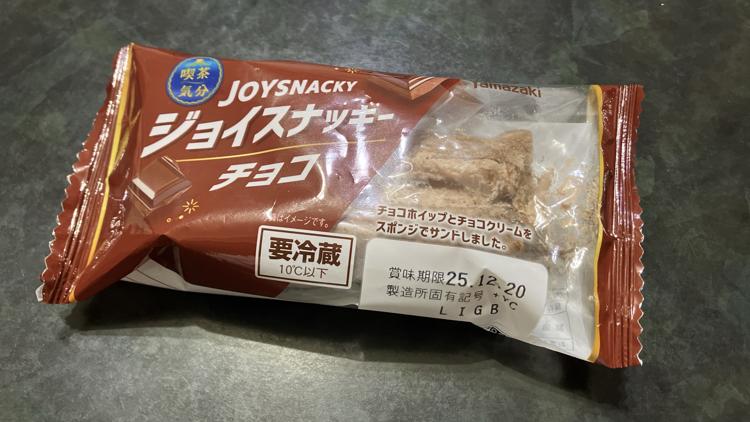 喫茶
気分
JOYSNACKY
Yamazaki
ジョイスナッキー
チョコ
はイメージです。
チョコホイップとチョコクリームを
スポンジでサンドしました。
要冷蔵
10℃以下
賞味期限25.12.20
製造所固有記号 +YC
LIGB